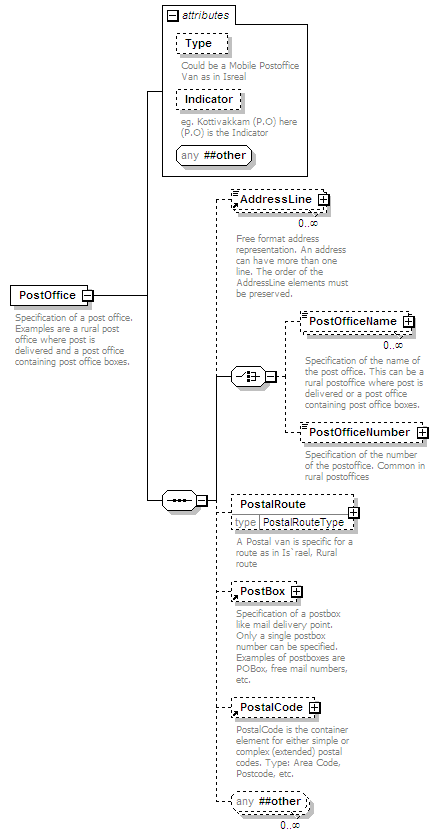 attributes
Type
Could be a Mobile Postoffice
Van as in Isreal
Indicator
eg. Kottivakkam (P.O) here
(P.O) is the Indicator
any ##other
AddressLine
0..∞
Free format address
representation. An address
can have more than one
line. The order of the
AddressLine elements must
be preserved.
PostOffice
Specification of a post office.
Examples are a rural post
office where post is
delivered and a post office
containing post office boxes.
PostOfficeName
0..∞
Specification of the name of
the post office. This can be a
rural postoffice where post is
delivered or a post office
containing post office boxes.
PostOfficeNumber
Specification of the number
of the postoffice. Common in
rural postoffices
PostalRoute
type PostalRouteType
A Postal van is specific for a
route as in Is`rael, Rural
route
PostBox
Specification of a postbox
like mail delivery point.
Only a single postbox
number can be specified.
Examples of postboxes are
POBox, free mail numbers,
etc.
PostalCode
PostalCode is the container
element for either simple or
complex (extended) postal
codes. Type: Area Code,
Postcode, etc.
any ##other
0..∞